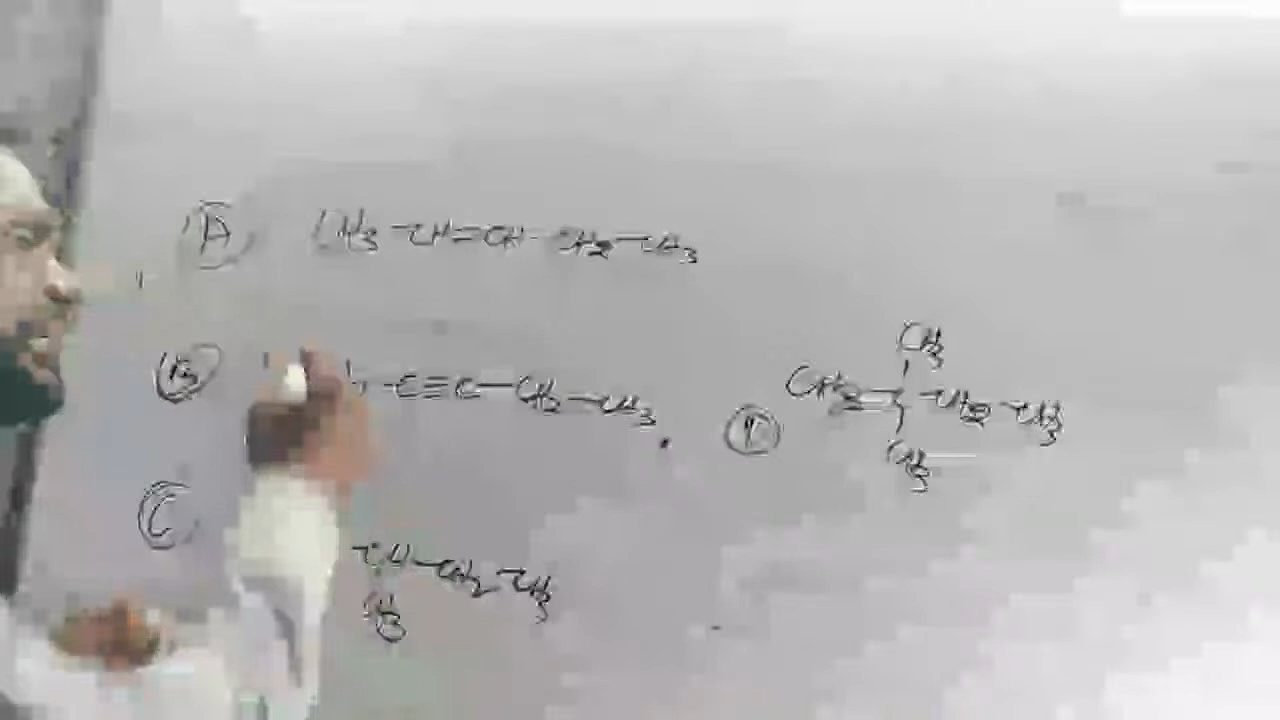 (A) CH3-CH=CH-CH2-CH3
(B) -C≡C-CH2-CH3
CH3
CH2=C-CH2-CH3
CH3
(C)
CH-CH2-CH3
CH3